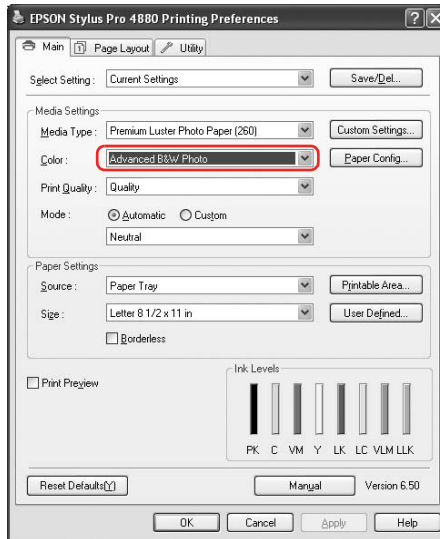 EPSON Stylus Pro 4880 Printing Preferences
Main Page Layout Utility
Select Setting : Current Settings Save/Del...
Media Settings
Media Type : Premium Luster Photo Paper (260) Custom Settings...
Color : Advanced B&W Photo Paper Config...
Print Quality : Quality
Mode : Automatic Custom
Neutral
Paper Settings
Source : Paper Tray Printable Area...
Size : Letter 8 1/2 x 11 in User Defined...
Borderless
Print Preview
Ink Levels
PK C VM Y LK LC VLM LLK
Reset Defaults(Y) Manual Version 6.50
OK Cancel Apply Help